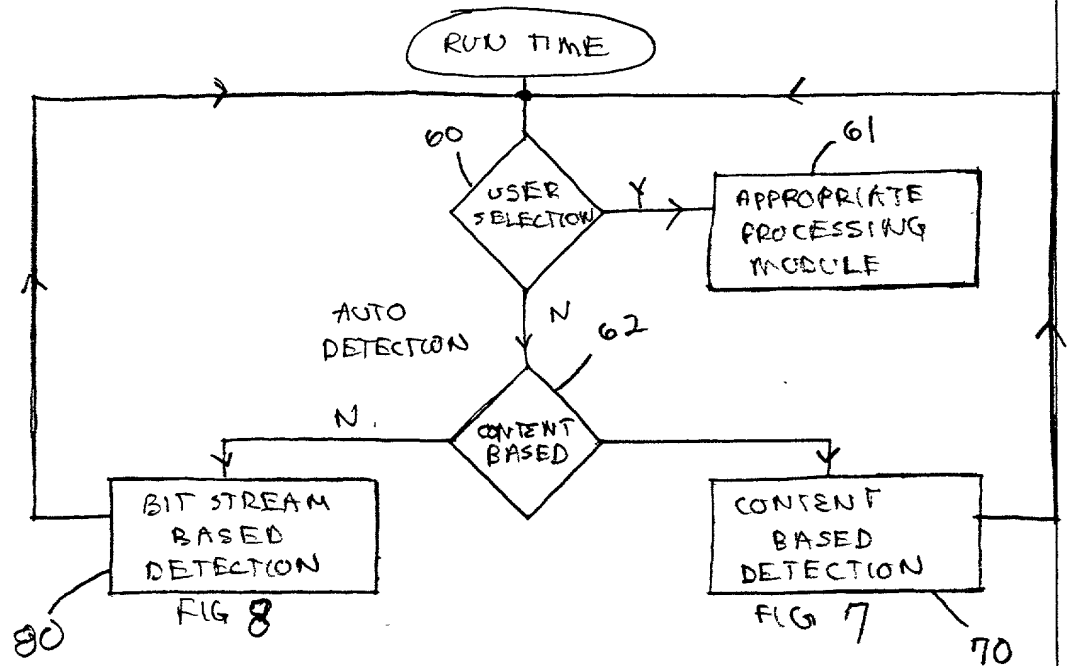 RUN TIME
60
61
USER
SELECTION
Y
APPROPRIATE
PROCESSING
MODULE
AUTO
DETECTION
N
62
N
CONTENT
BASED
BIT STREAM
BASED
DETECTION
CONTENT
BASED
DETECTION
FIG 8
FIG 7
80
70